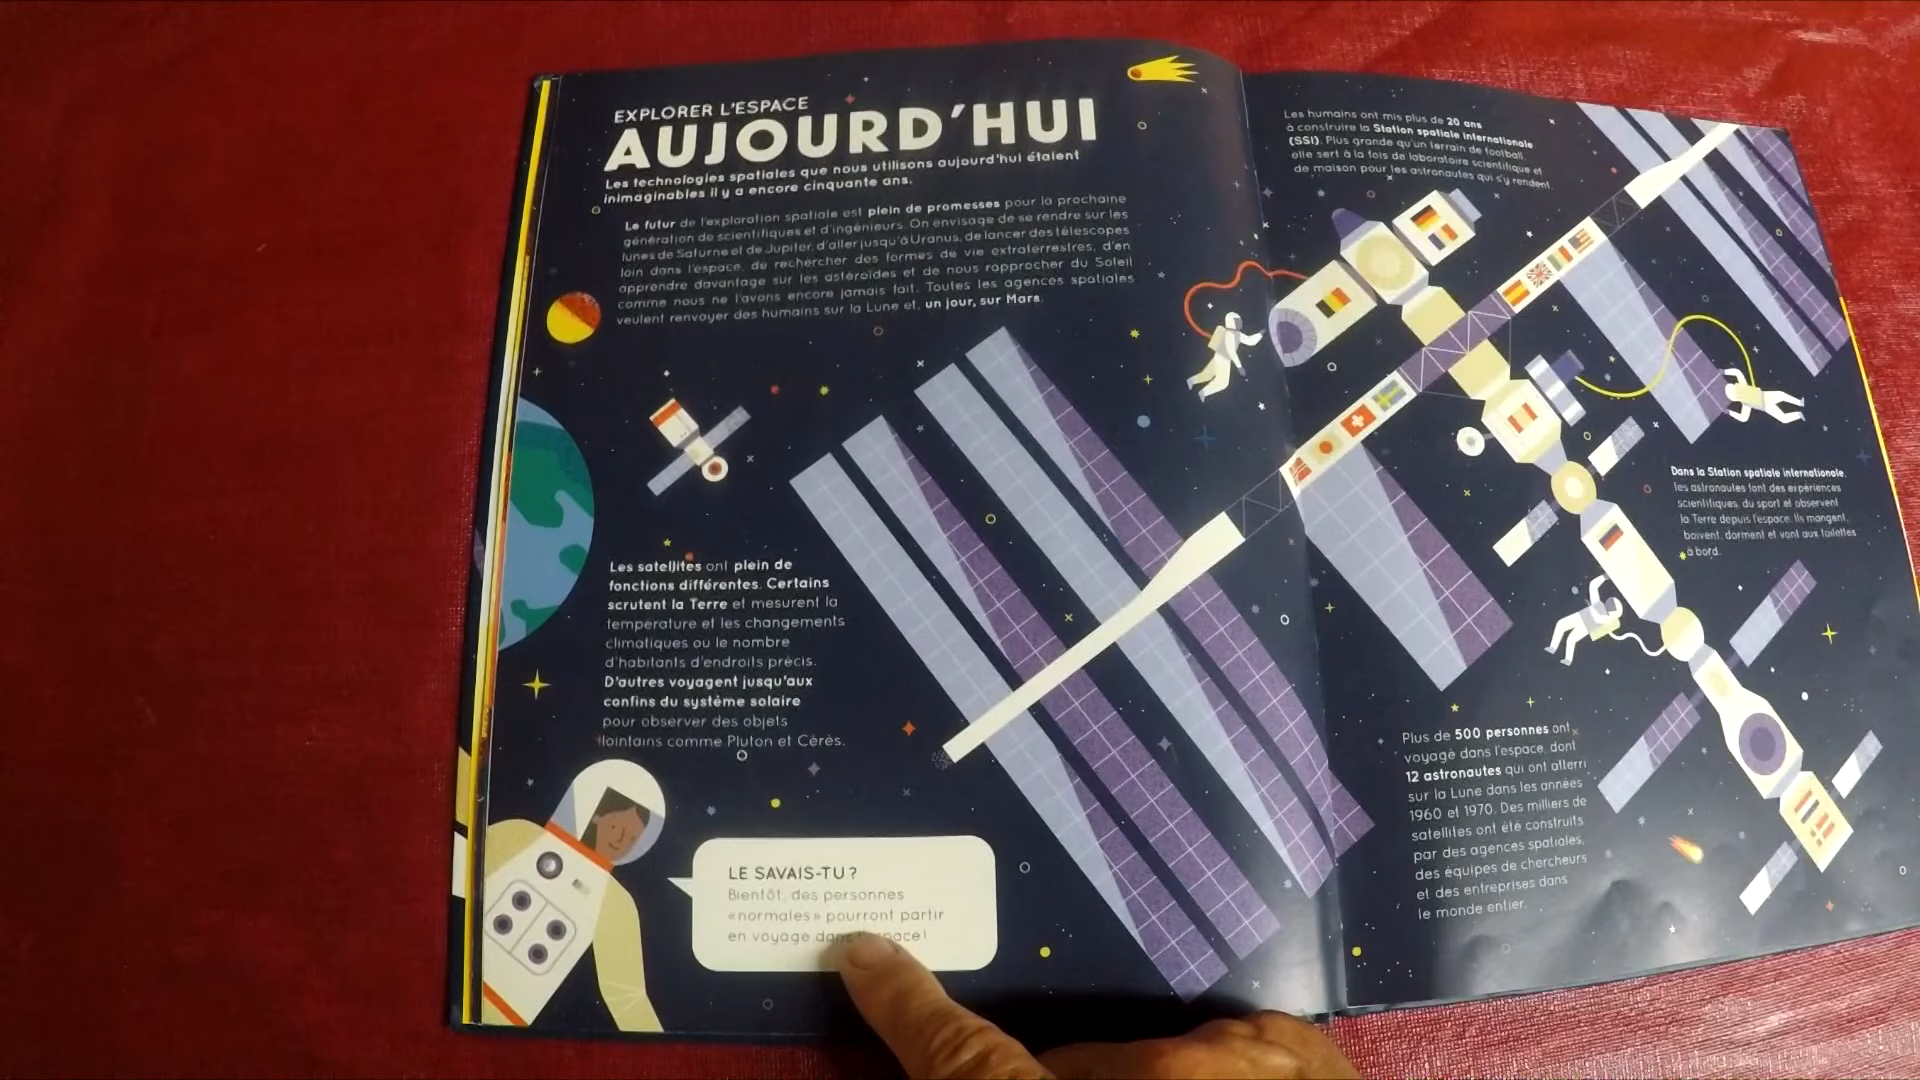 EXPLORER L'ESPACE
AUJOURD'HUI
Les technologies spatiales que nous utilisons aujourd'hui étaient
inimaginables il y a encore cinquante ans.
Le futur de l'exploration spatiale est plein de promesses pour la prochaine
génération de scientifiques et d'ingénieurs. On envisage de se rendre sur les
lunes de Saturne et de Jupiter, d'aller jusqu'à Uranus, de lancer des télescopes
loin dans l'espace, de rechercher des formes de vie extraterrestres, d'en
apprendre davantage sur les astéroïdes et de nous rapprocher du Soleil
comme nous ne l'avons encore jamais fait. Toutes les agences spatiales
veulent renvoyer des humains sur la Lune et, un jour, sur Mars.
Les satellites ont plein de
fonctions différentes. Certains
scrutent la Terre et mesurent la
température et les changements
climatiques ou le nombre
d'habitants d'endroits précis.
D'autres voyagent jusqu'aux
confins du système solaire
pour observer des objets
lointains comme Pluton et Cérès.
LE SAVAIS-TU ?
Bientôt, des personnes
«normales» pourront partir
en voyage dans l'espace!
Les humains ont mis plus de 20 ans
à construire la Station spatiale internationale
(SSI). Plus grande qu'un terrain de football,
elle sert à la fois de laboratoire scientifique et
de maison pour les astronautes qui s'y rendent.
Dans la Station spatiale internationale,
les astronautes font des expériences
scientifiques, du sport et observent
la Terre depuis l'espace. Ils mangent,
boivent, dorment et vont aux toilettes
à bord.
Plus de 500 personnes ont
voyagé dans l'espace, dont
12 astronautes qui ont atterri
sur la Lune dans les années
1960 et 1970. Des milliers de
satellites ont été construits
par des agences spatiales,
des équipes de chercheurs
et des entreprises dans
le monde entier.